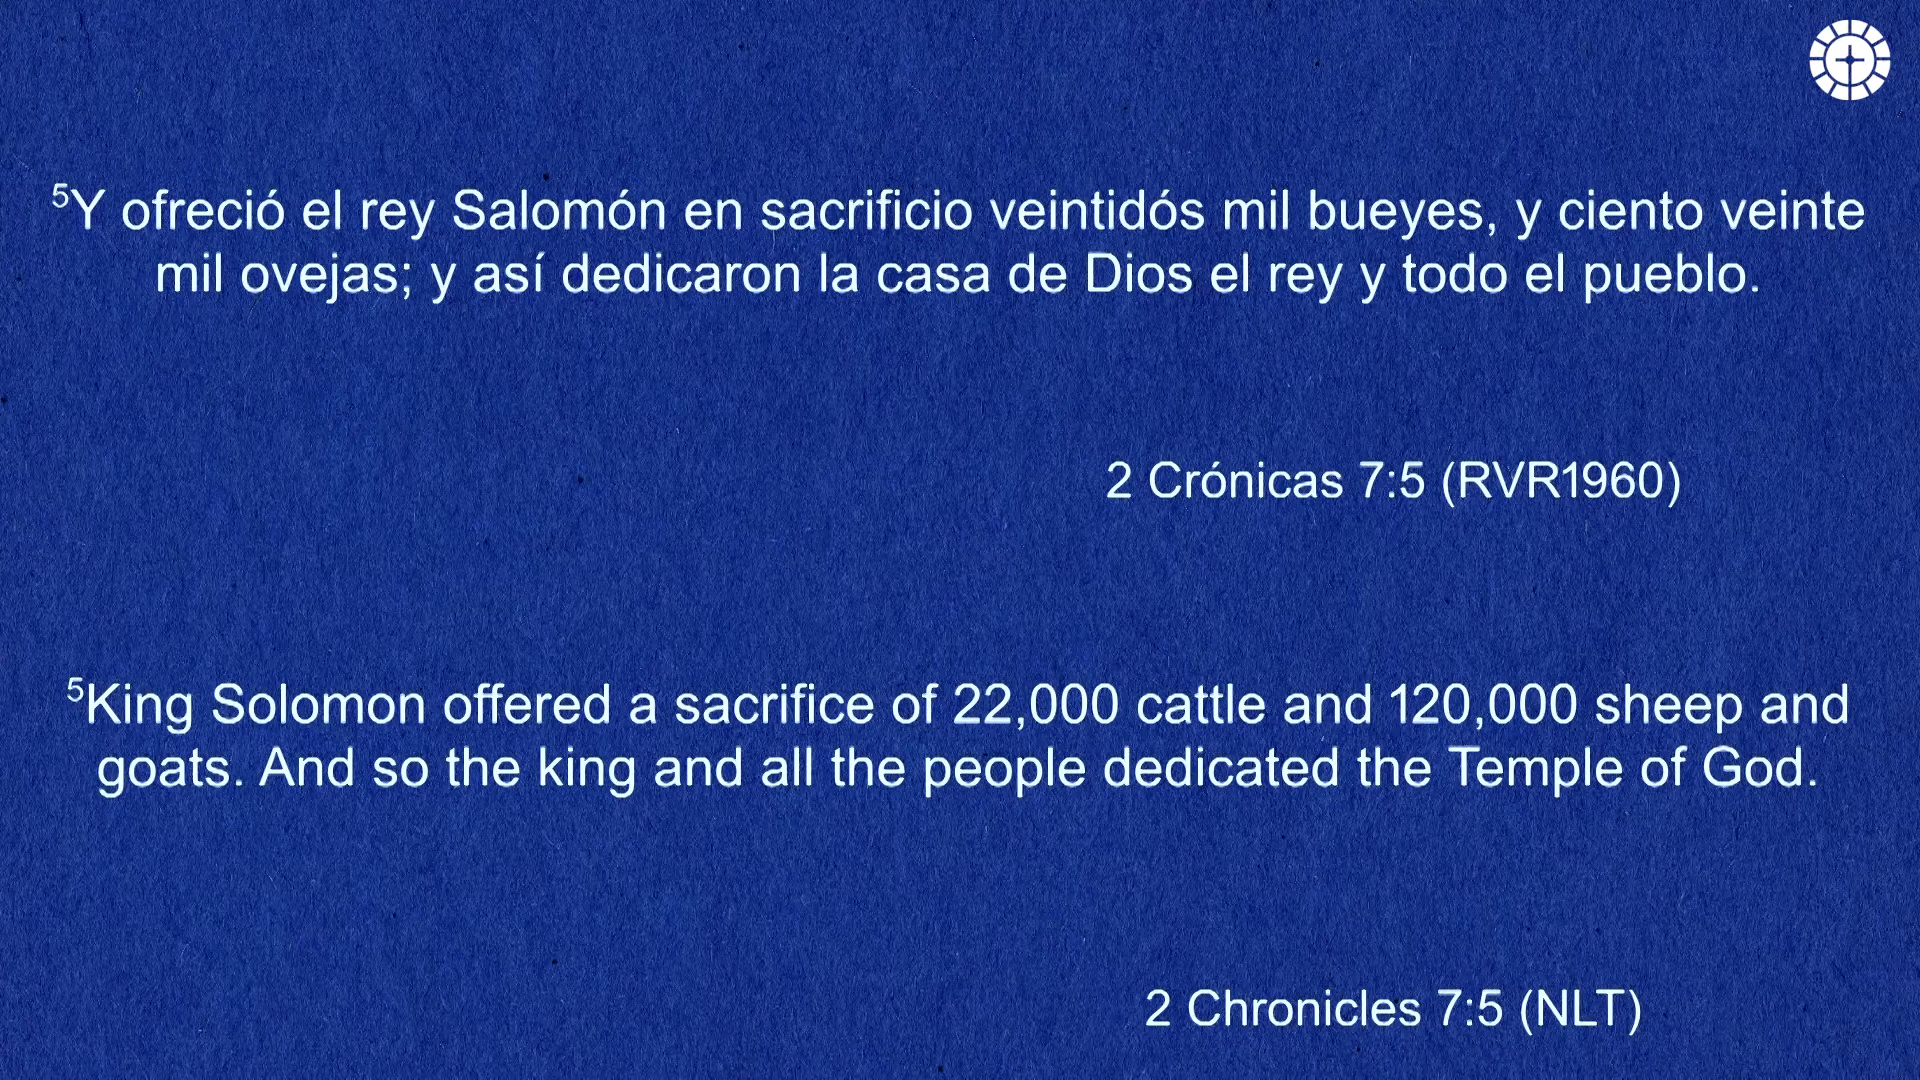 ⁵Y ofreció el rey Salomón en sacrificio veintidós mil bueyes, y ciento veinte
mil ovejas; y así dedicaron la casa de Dios el rey y todo el pueblo.
2 Crónicas 7:5 (RVR1960)
⁵King Solomon offered a sacrifice of 22,000 cattle and 120,000 sheep and
goats. And so the king and all the people dedicated the Temple of God.
2 Chronicles 7:5 (NLT)